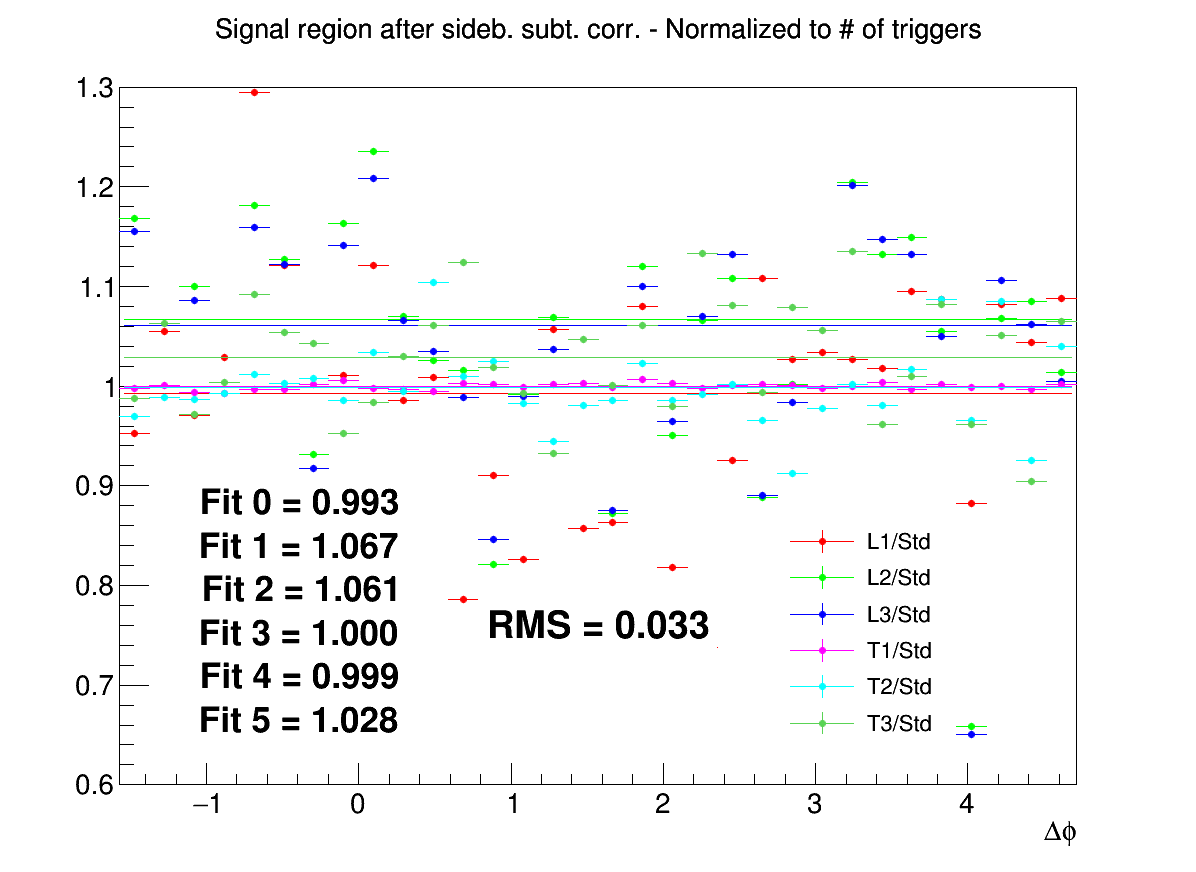 Signal region after sideb. subt. corr. - Normalized to # of triggers
1.3
1.2
1.1
1
0.9
0.8
0.7
0.6
Fit 0 = 0.993
Fit 1 = 1.067
Fit 2 = 1.061
Fit 3 = 1.000
Fit 4 = 0.999
Fit 5 = 1.028
RMS = 0.033
L1/Std
L2/Std
L3/Std
T1/Std
T2/Std
T3/Std
−1 0 1 2 3 4
Δϕ